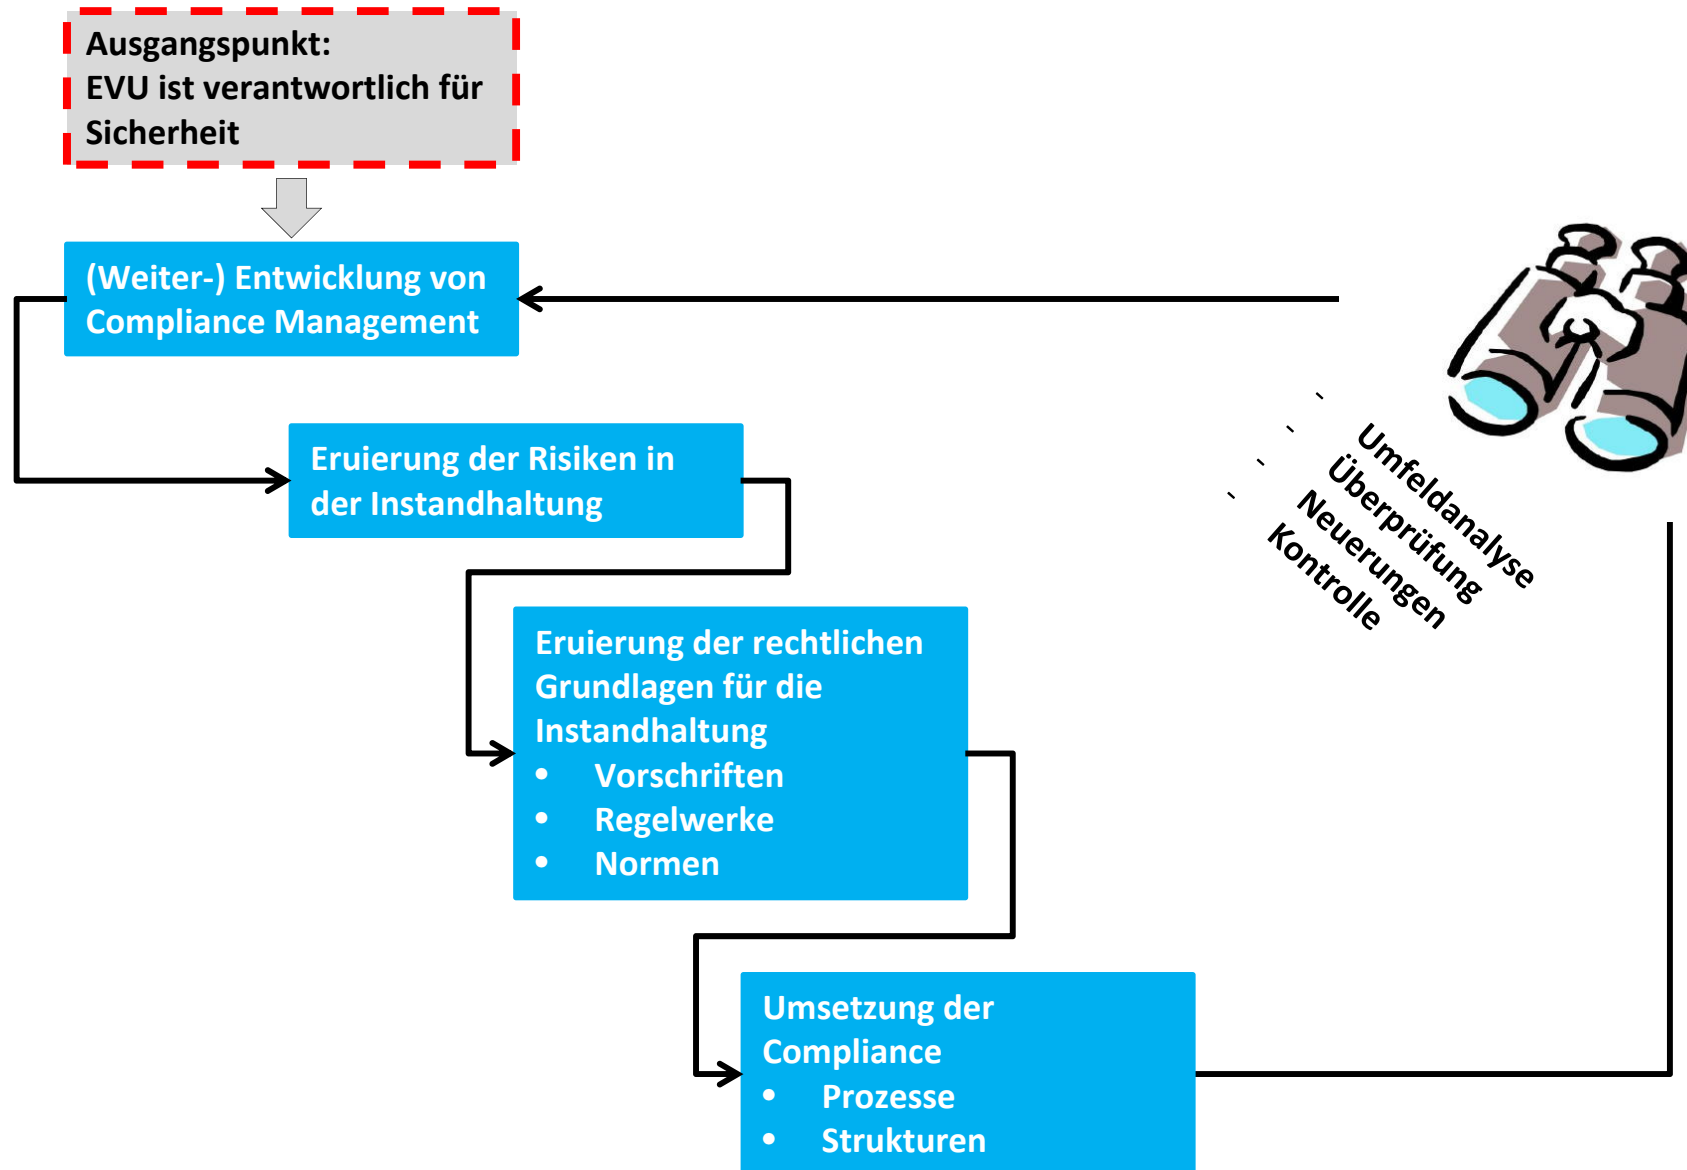 Ausgangspunkt:
EVU ist verantwortlich für
Sicherheit
(Weiter-) Entwicklung von
Compliance Management
Eruierung der Risiken in
der Instandhaltung
Eruierung der rechtlichen
Grundlagen für die
Instandhaltung
• Vorschriften
• Regelwerke
• Normen
Umsetzung der
Compliance
• Prozesse
• Strukturen
- Umfeldanalyse
- Überprüfung
- Neuerungen
- Kontrolle